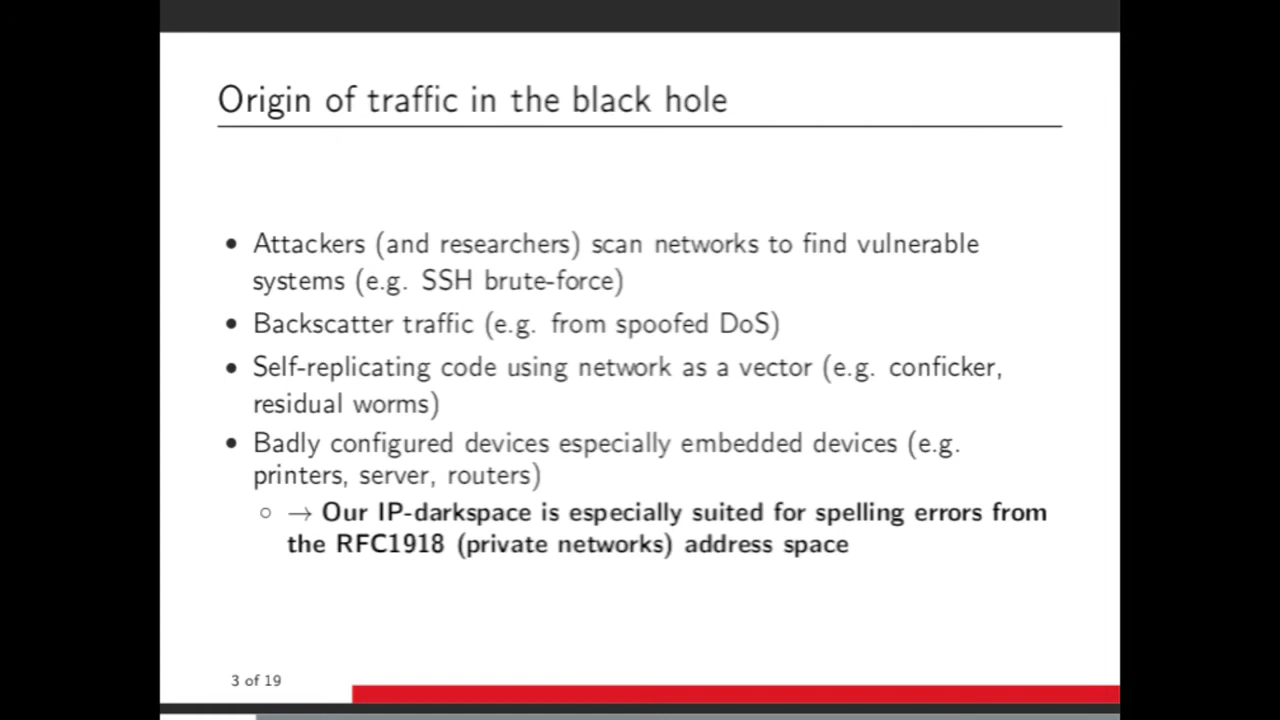 Origin of traffic in the black hole
• Attackers (and researchers) scan networks to find vulnerable
systems (e.g. SSH brute-force)
• Backscatter traffic (e.g. from spoofed DoS)
• Self-replicating code using network as a vector (e.g. conficker,
residual worms)
• Badly configured devices especially embedded devices (e.g.
printers, server, routers)
○ → Our IP-darkspace is especially suited for spelling errors from
the RFC1918 (private networks) address space
3 of 19